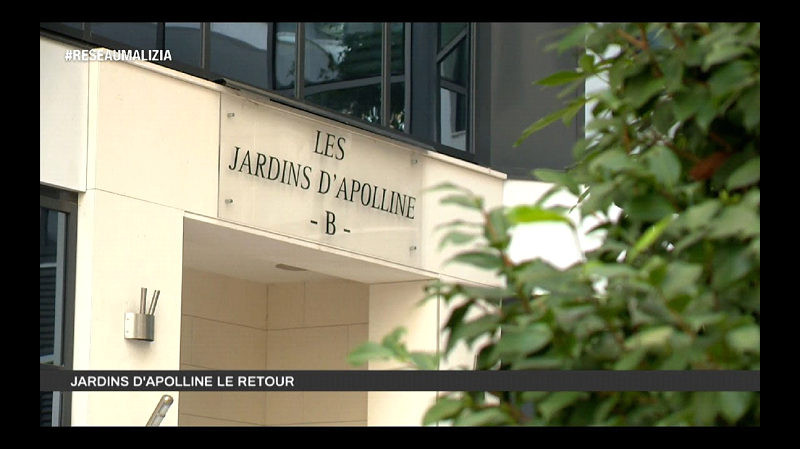 #RESEAUMALIZIA
LES
JARDINS D'APOLLINE
- B -
JARDINS D'APOLLINE LE RETOUR